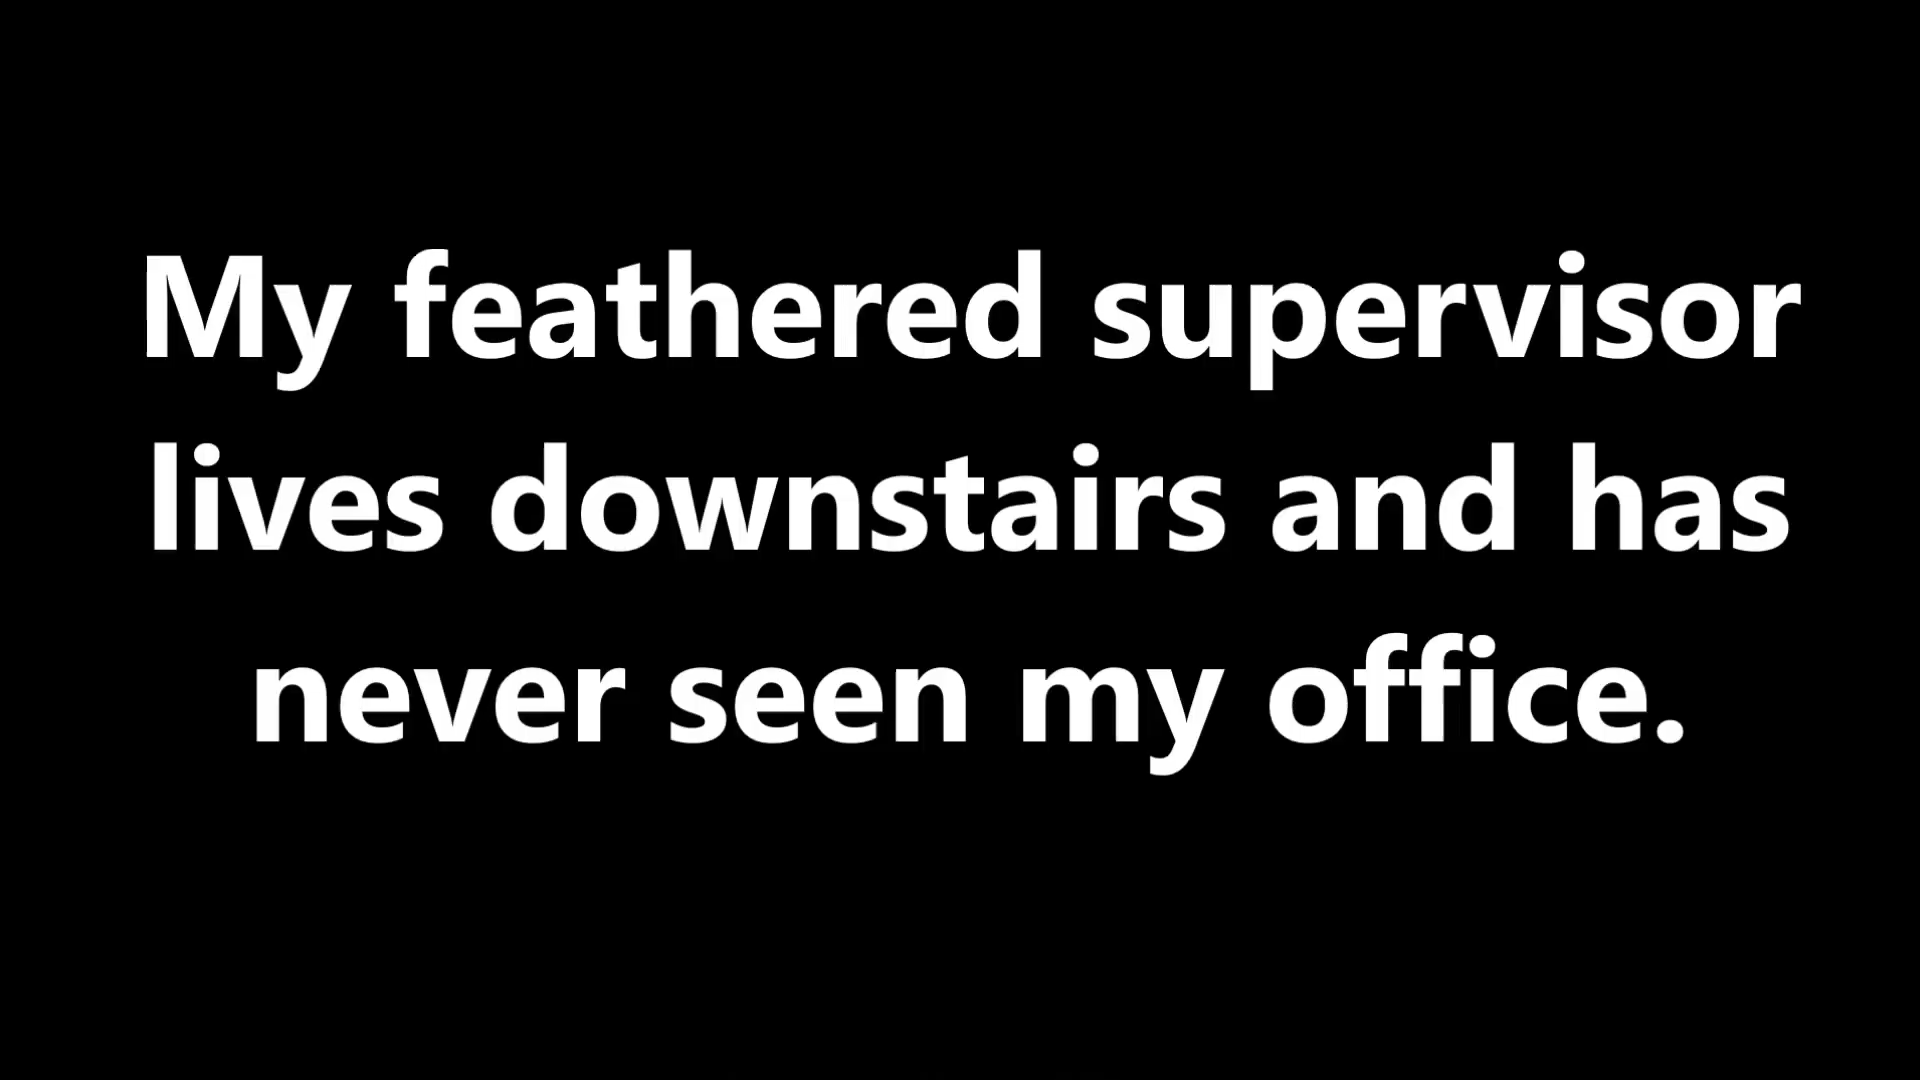 My feathered supervisor
lives downstairs and has
never seen my office.